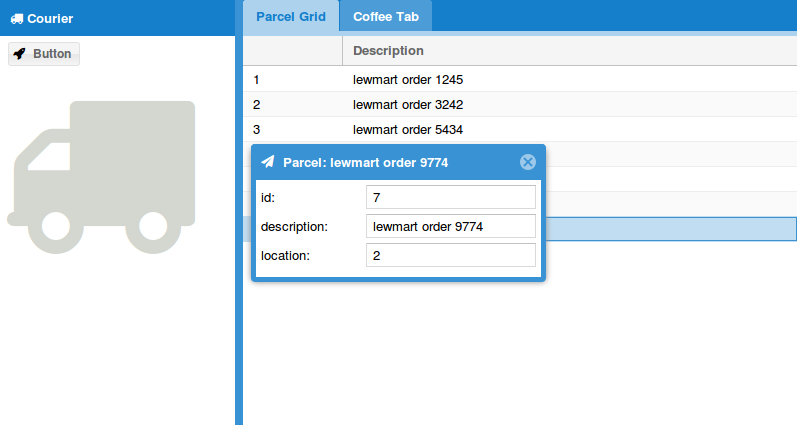 Courier
Button
Parcel Grid
Coffee Tab
Description
1 lewmart order 1245
2 lewmart order 3242
3 lewmart order 5434
Parcel: lewmart order 9774
id: 7
description: lewmart order 9774
location: 2